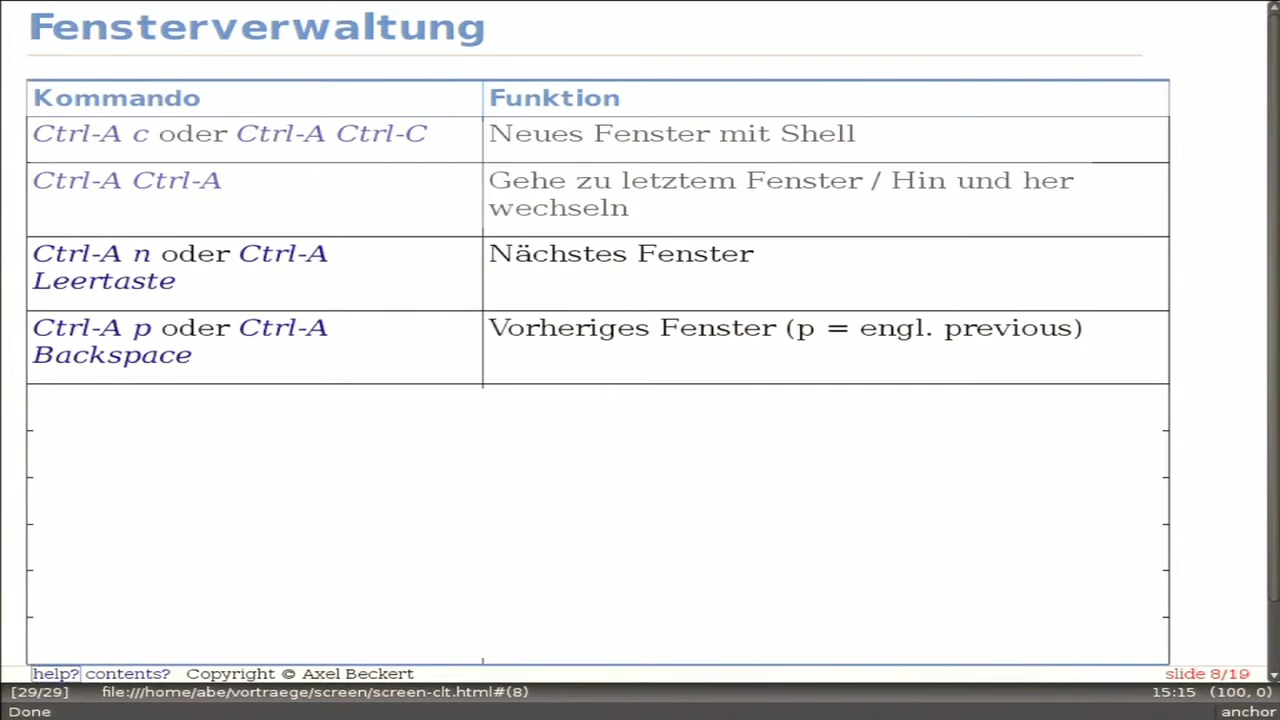 Fensterverwaltung
Kommando Funktion
Ctrl-A c oder Ctrl-A Ctrl-C Neues Fenster mit Shell
Ctrl-A Ctrl-A Gehe zu letztem Fenster / Hin und her
wechseln
Ctrl-A n oder Ctrl-A Nächstes Fenster
Leertaste
Ctrl-A p oder Ctrl-A Vorheriges Fenster (p = engl. previous)
Backspace
help? contents? Copyright © Axel Beckert slide 8/19
[29/29] file:///home/abe/vortraege/screen/screen-clt.html#(8) 15:15 (100, 0)
Done anchor